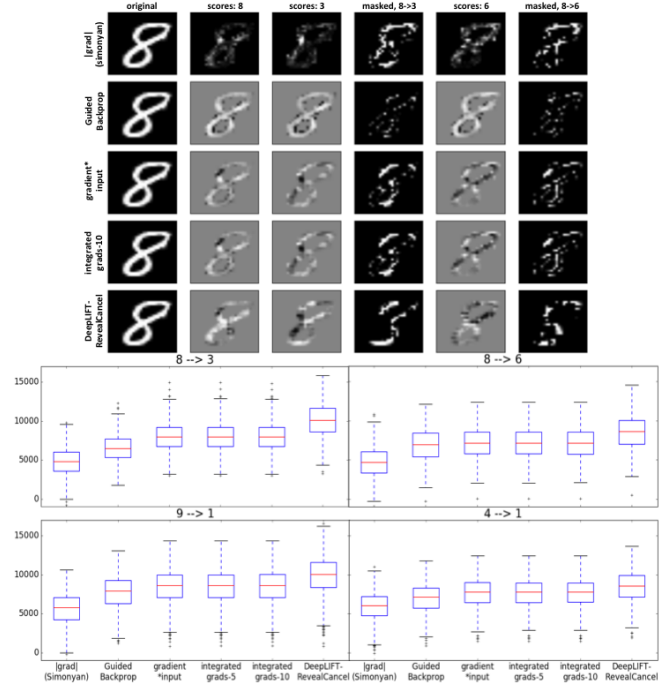 original scores: 8 scores: 3 masked, 8->3 scores: 6 masked, 8->6
|grad|
(simonyan)
Guided
Backprop
gradient*
input
integrated
grads-10
DeepLIFT-
RevealCancel
8 --> 3 8 --> 6
15000
10000
5000
0
9 --> 1 4 --> 1
15000
10000
5000
0
|grad| Guided gradient integrated integrated DeepLIFT- |grad| Guided gradient integrated integrated DeepLIFT-
(Simonyan) Backprop *input grads-5 grads-10 RevealCancel (Simonyan) Backprop *input grads-5 grads-10 RevealCancel